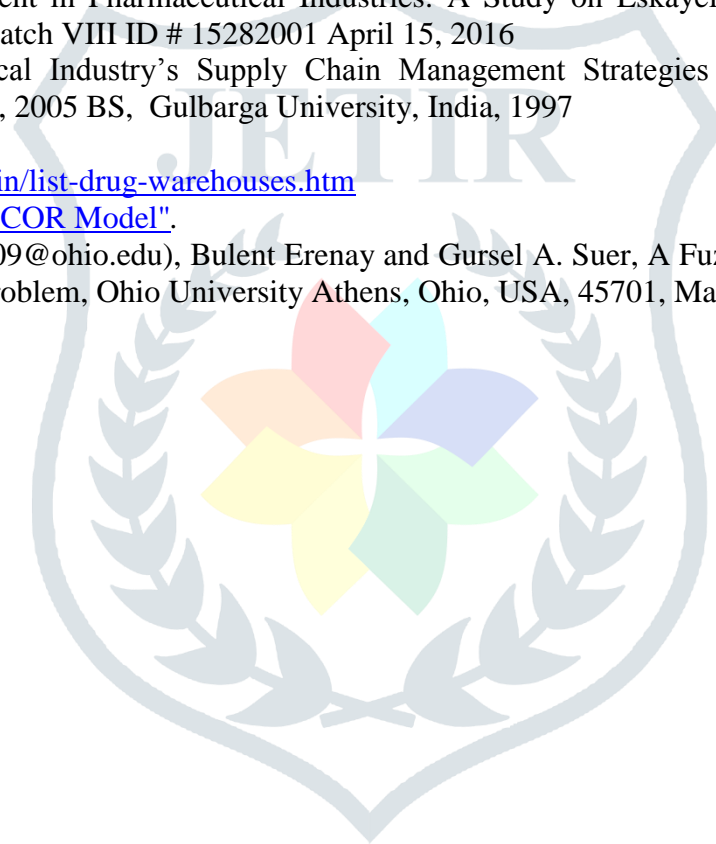 ent in Pharmaceutical Industries: A Study on Eskayef
atch VIII ID # 15282001 April 15, 2016
cal Industry's Supply Chain Management Strategies
, 2005 BS, Gulbarga University, India, 1997
JETIR
in/list-drug-warehouses.htm
COR Model".
09@ohio.edu), Bulent Erenay and Gursel A. Suer, A Fuz
roblem, Ohio University Athens, Ohio, USA, 45701, Ma